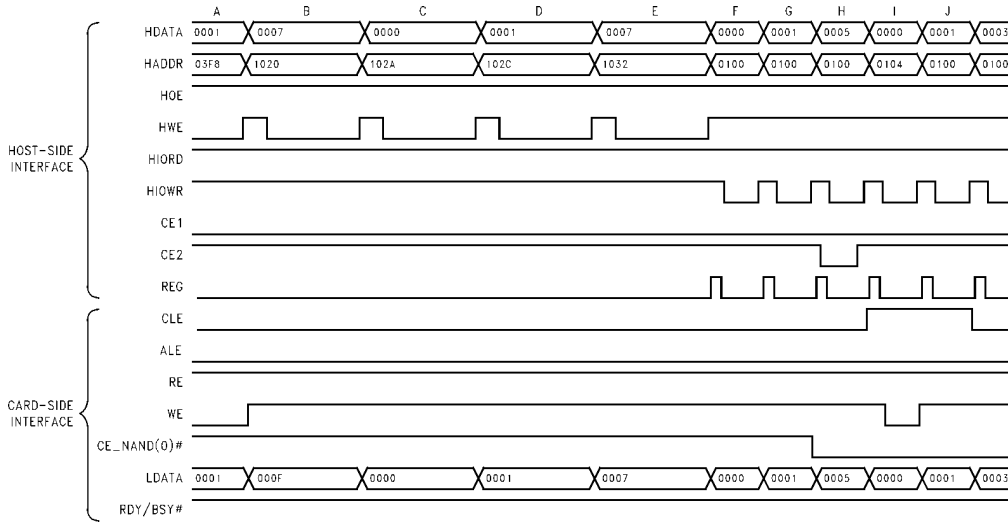 A B C D E F G H I J
HDATA 0001 0007 0000 0001 0007 0000 0001 0005 0000 0001 0003
HADDR 03F8 1020 102A 102C 1032 0100 0100 0100 0104 0100 0100
HOE
HWE
HOST-SIDE
INTERFACE
HIORD
HIOWR
CE1
CE2
REG
CLE
ALE
RE
CARD-SIDE
INTERFACE
WE
CE_NAND(0)#
LDATA 0001 000F 0000 0001 0007 0000 0001 0005 0000 0001 0003
RDY/BSY#